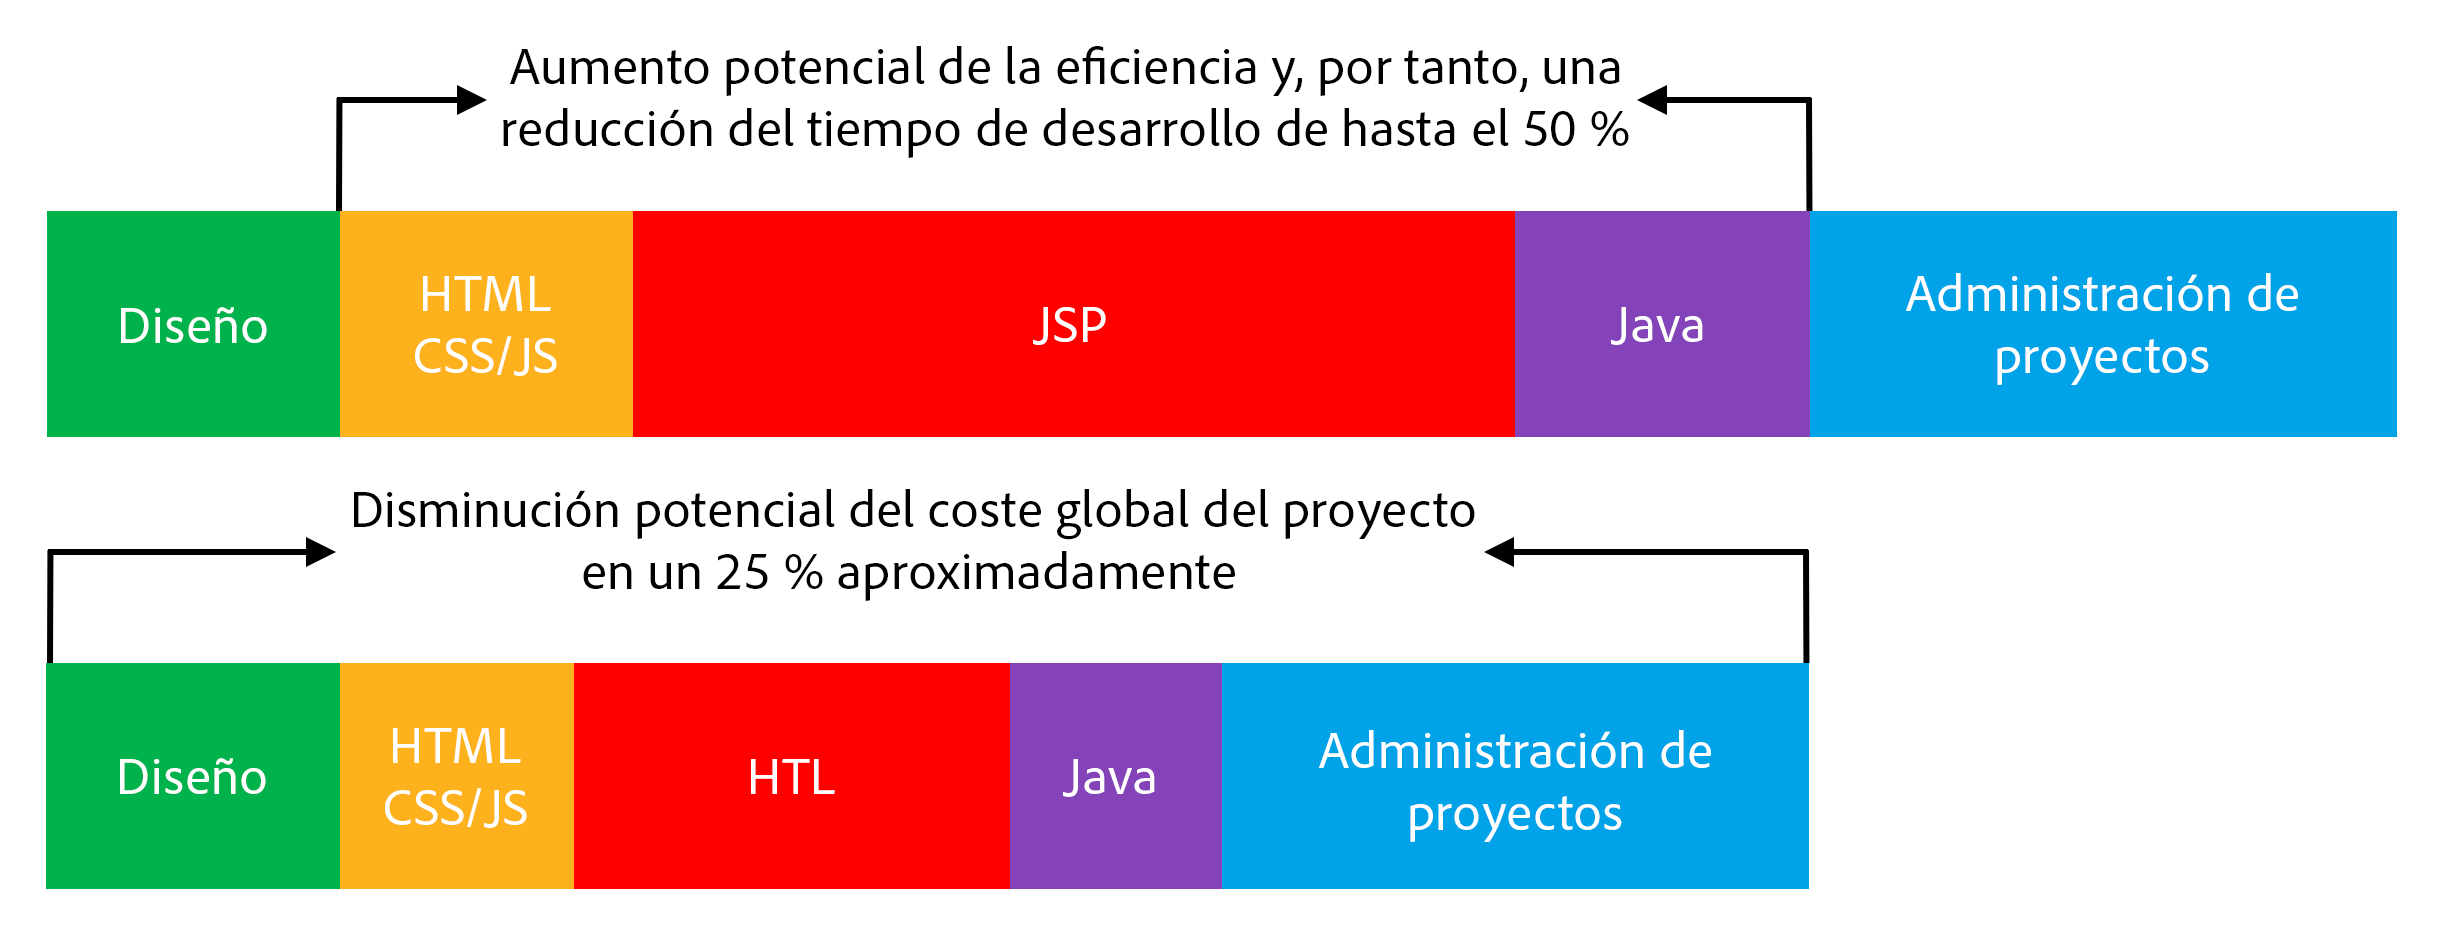 Aumento potencial de la eficiencia y, por tanto, una
reducción del tiempo de desarrollo de hasta el 50 %
Diseño
HTML
CSS/JS
JSP
Java
Administración de
proyectos
Disminución potencial del coste global del proyecto
en un 25 % aproximadamente
Diseño
HTML
CSS/JS
HTL
Java
Administración de
proyectos